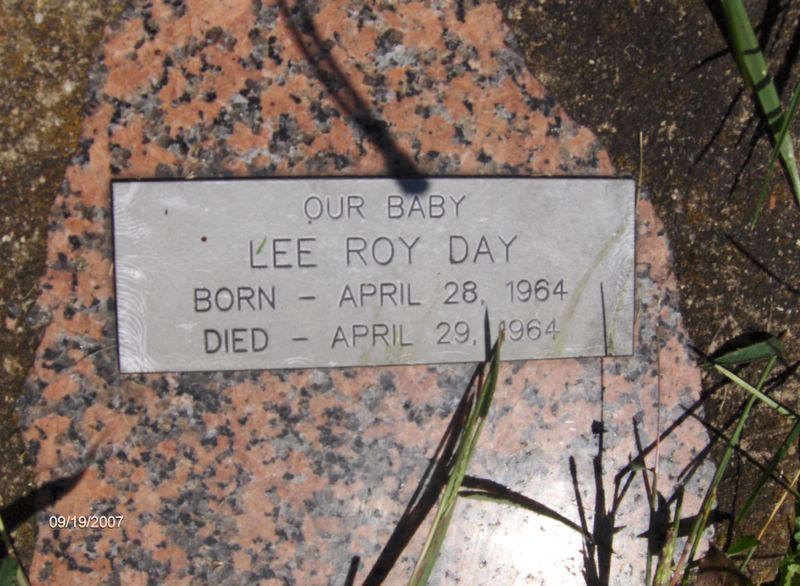 OUR BABY
LEE ROY DAY
BORN - APRIL 28, 1964
DIED - APRIL 29, 1964
09/19/2007